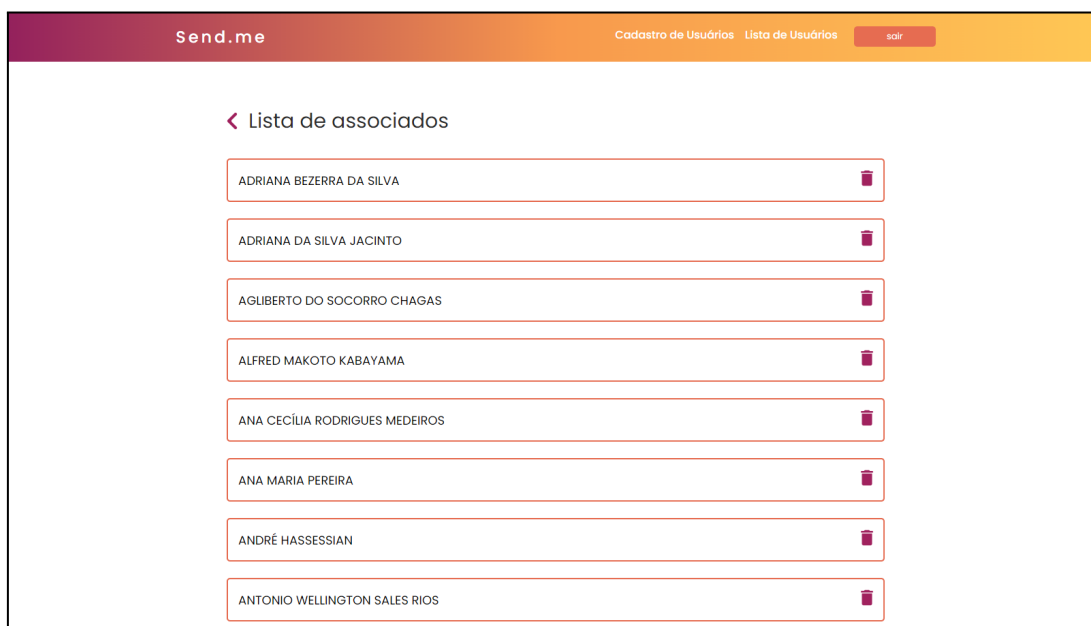 Send.me
Cadastro de Usuários Lista de Usuários sair
Lista de associados
ADRIANA BEZERRA DA SILVA
ADRIANA DA SILVA JACINTO
AGLIBERTO DO SOCORRO CHAGAS
ALFRED MAKOTO KABAYAMA
ANA CECÍLIA RODRIGUES MEDEIROS
ANA MARIA PEREIRA
ANDRÉ HASSESSIAN
ANTONIO WELLINGTON SALES RIOS